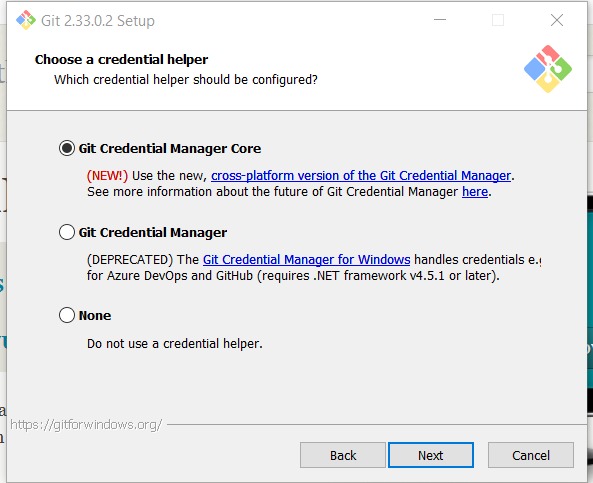 Git 2.33.0.2 Setup
Choose a credential helper
Which credential helper should be configured?
Git Credential Manager Core
(NEW!) Use the new, cross-platform version of the Git Credential Manager.
See more information about the future of Git Credential Manager here.
Git Credential Manager
(DEPRECATED) The Git Credential Manager for Windows handles credentials e.g
for Azure DevOps and GitHub (requires .NET framework v4.5.1 or later).
None
Do not use a credential helper.
https://gitforwindows.org/
Back
Next
Cancel